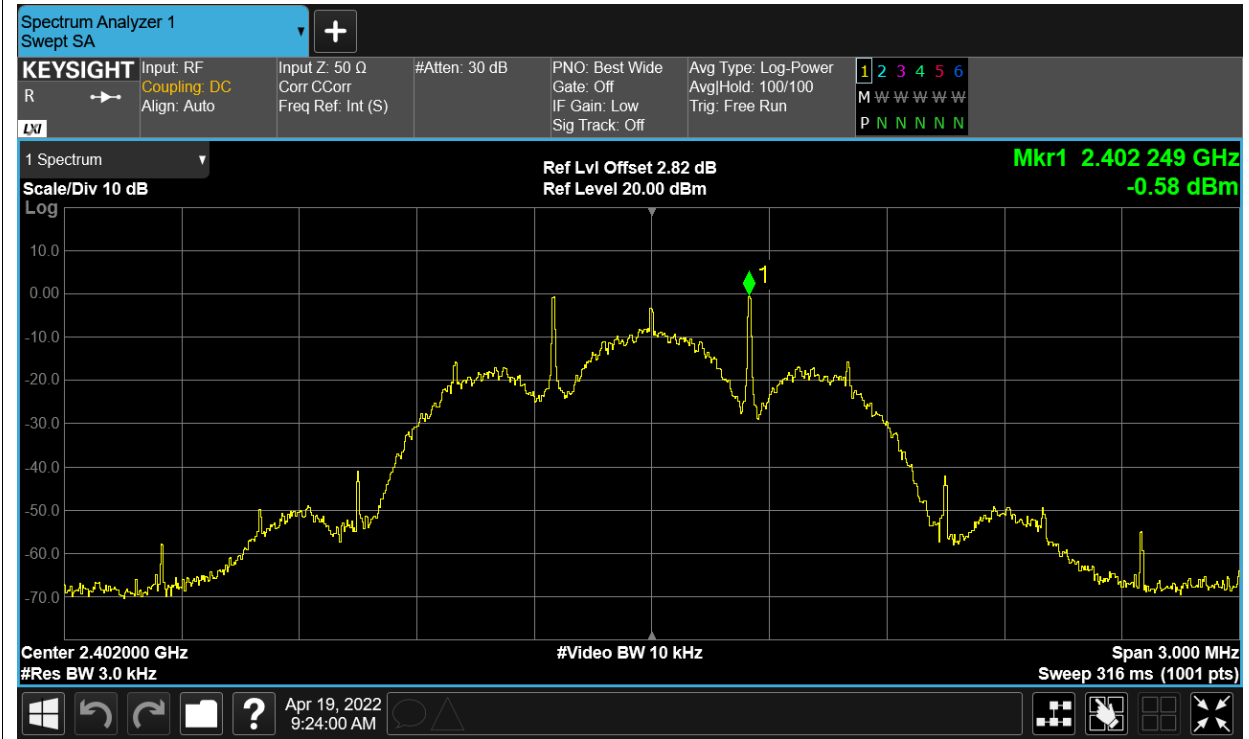 Spectrum Analyzer 1
Swept SA
KEYSIGHT
R
LXI
Input: RF
Coupling: DC
Align: Auto
Input Z: 50 Ω
Corr CCorr
Freq Ref: Int (S)
#Atten: 30 dB
PNO: Best Wide
Gate: Off
IF Gain: Low
Sig Track: Off
Avg Type: Log-Power
Avg|Hold: 100/100
Trig: Free Run
1 2 3 4 5 6
M W W W W W W
P N N N N N N
1 Spectrum
Scale/Div 10 dB
Ref Lvl Offset 2.82 dB
Ref Level 20.00 dBm
Mkr1 2.402 249 GHz
-0.58 dBm
Log
10.0
0.00
-10.0
-20.0
-30.0
-40.0
-50.0
-60.0
-70.0
1
Center 2.402000 GHz
#Video BW 10 kHz
Span 3.000 MHz
#Res BW 3.0 kHz
Sweep 316 ms (1001 pts)
?
Apr 19, 2022
9:24:00 AM